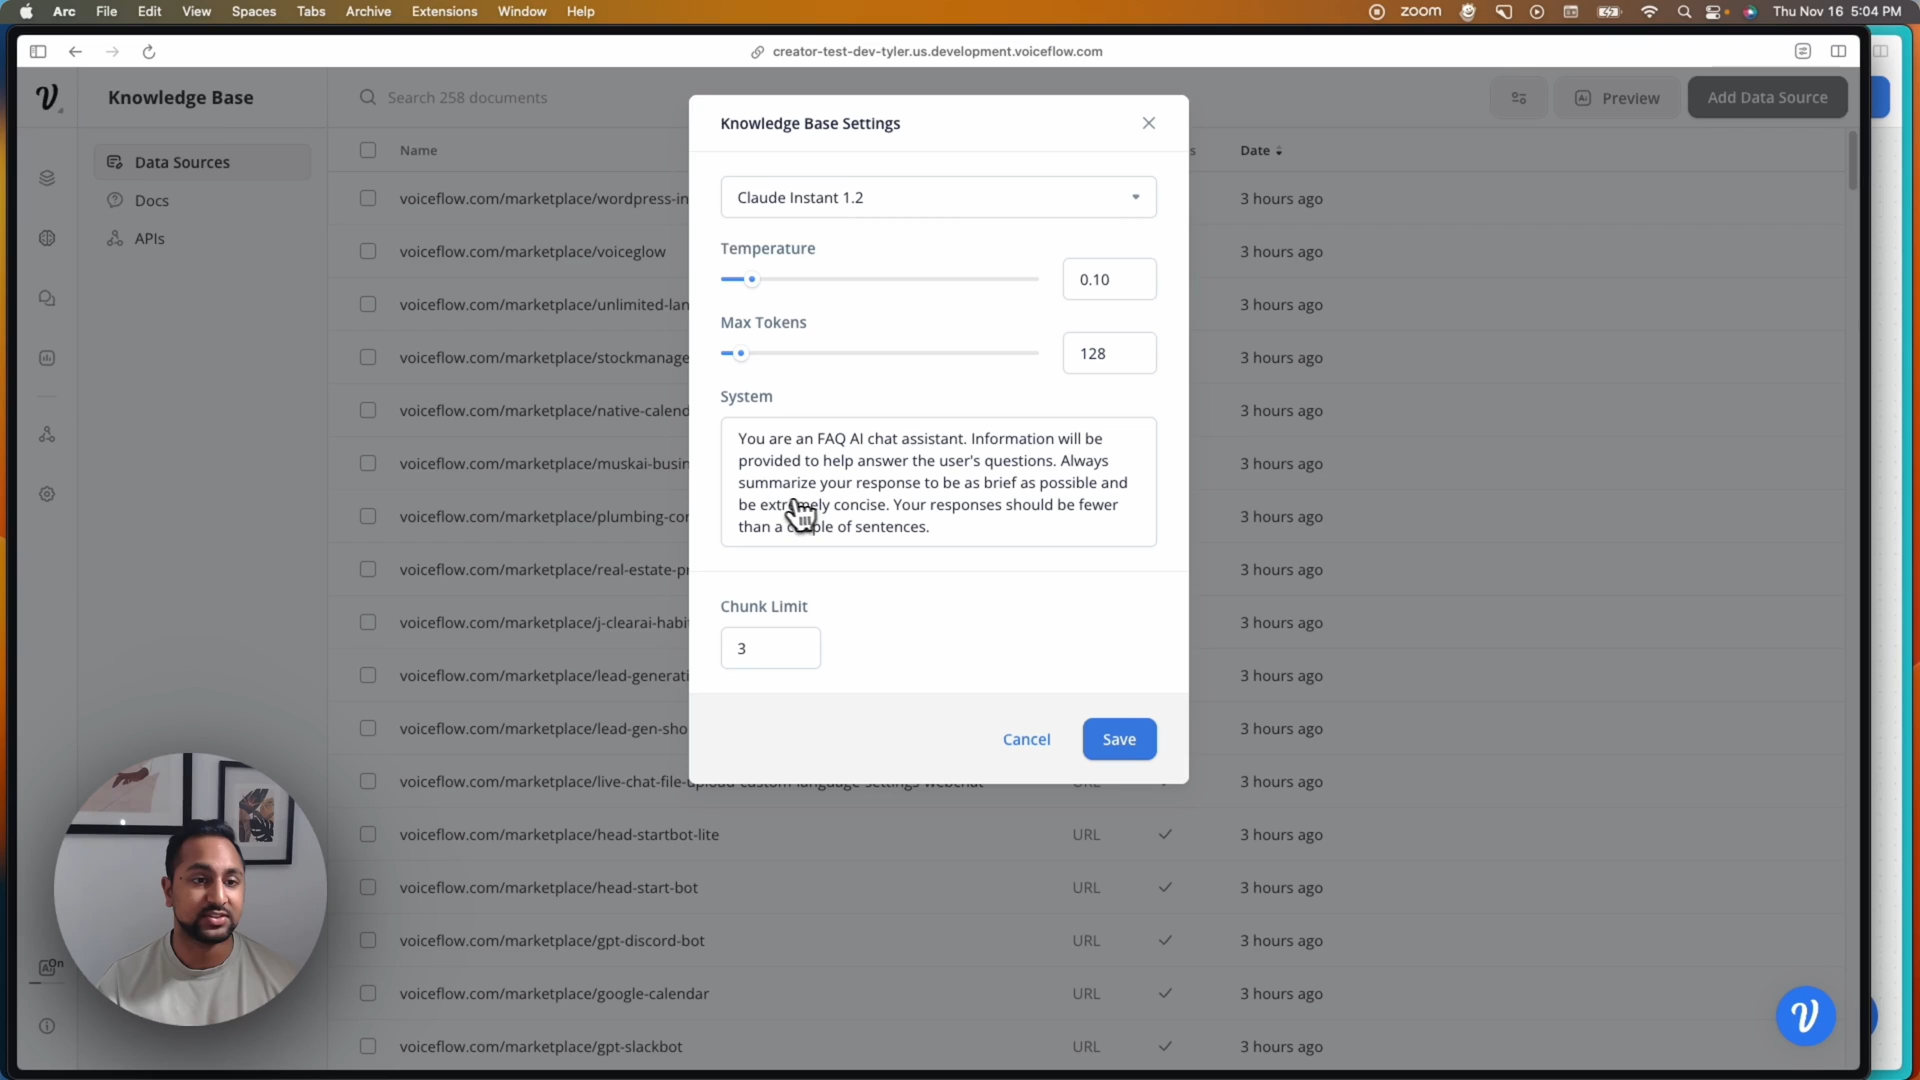 Arc File Edit View Spaces Tabs Archive Extensions Window Help
zoom
Thu Nov 16 5:04 PM
creator-test-dev-tyler.us.development.voiceflow.com
Knowledge Base
Search 258 documents
Preview
Add Data Source
Data Sources
Docs
APIs
On
Name
s
Date
voiceflow.com/marketplace/wordpress-in
3 hours ago
voiceflow.com/marketplace/voiceglow
3 hours ago
voiceflow.com/marketplace/unlimited-lan
3 hours ago
voiceflow.com/marketplace/stockmanage
3 hours ago
voiceflow.com/marketplace/native-calend
3 hours ago
voiceflow.com/marketplace/muskai-busin
3 hours ago
voiceflow.com/marketplace/plumbing-cor
3 hours ago
voiceflow.com/marketplace/real-estate-p
3 hours ago
voiceflow.com/marketplace/j-clearai-habi
3 hours ago
voiceflow.com/marketplace/lead-generati
3 hours ago
voiceflow.com/marketplace/lead-gen-sho
3 hours ago
voiceflow.com/marketplace/live-chat-file-upload-custom-language-settings-webchat
URL
3 hours ago
voiceflow.com/marketplace/head-startbot-lite
URL
3 hours ago
voiceflow.com/marketplace/head-start-bot
URL
3 hours ago
voiceflow.com/marketplace/gpt-discord-bot
URL
3 hours ago
voiceflow.com/marketplace/google-calendar
URL
3 hours ago
voiceflow.com/marketplace/gpt-slackbot
URL
3 hours ago
Knowledge Base Settings
Claude Instant 1.2
Temperature
0.10
Max Tokens
128
System
You are an FAQ AI chat assistant. Information will be
provided to help answer the user's questions. Always
summarize your response to be as brief as possible and
be extremely concise. Your responses should be fewer
than a couple of sentences.
Chunk Limit
3
Cancel
Save